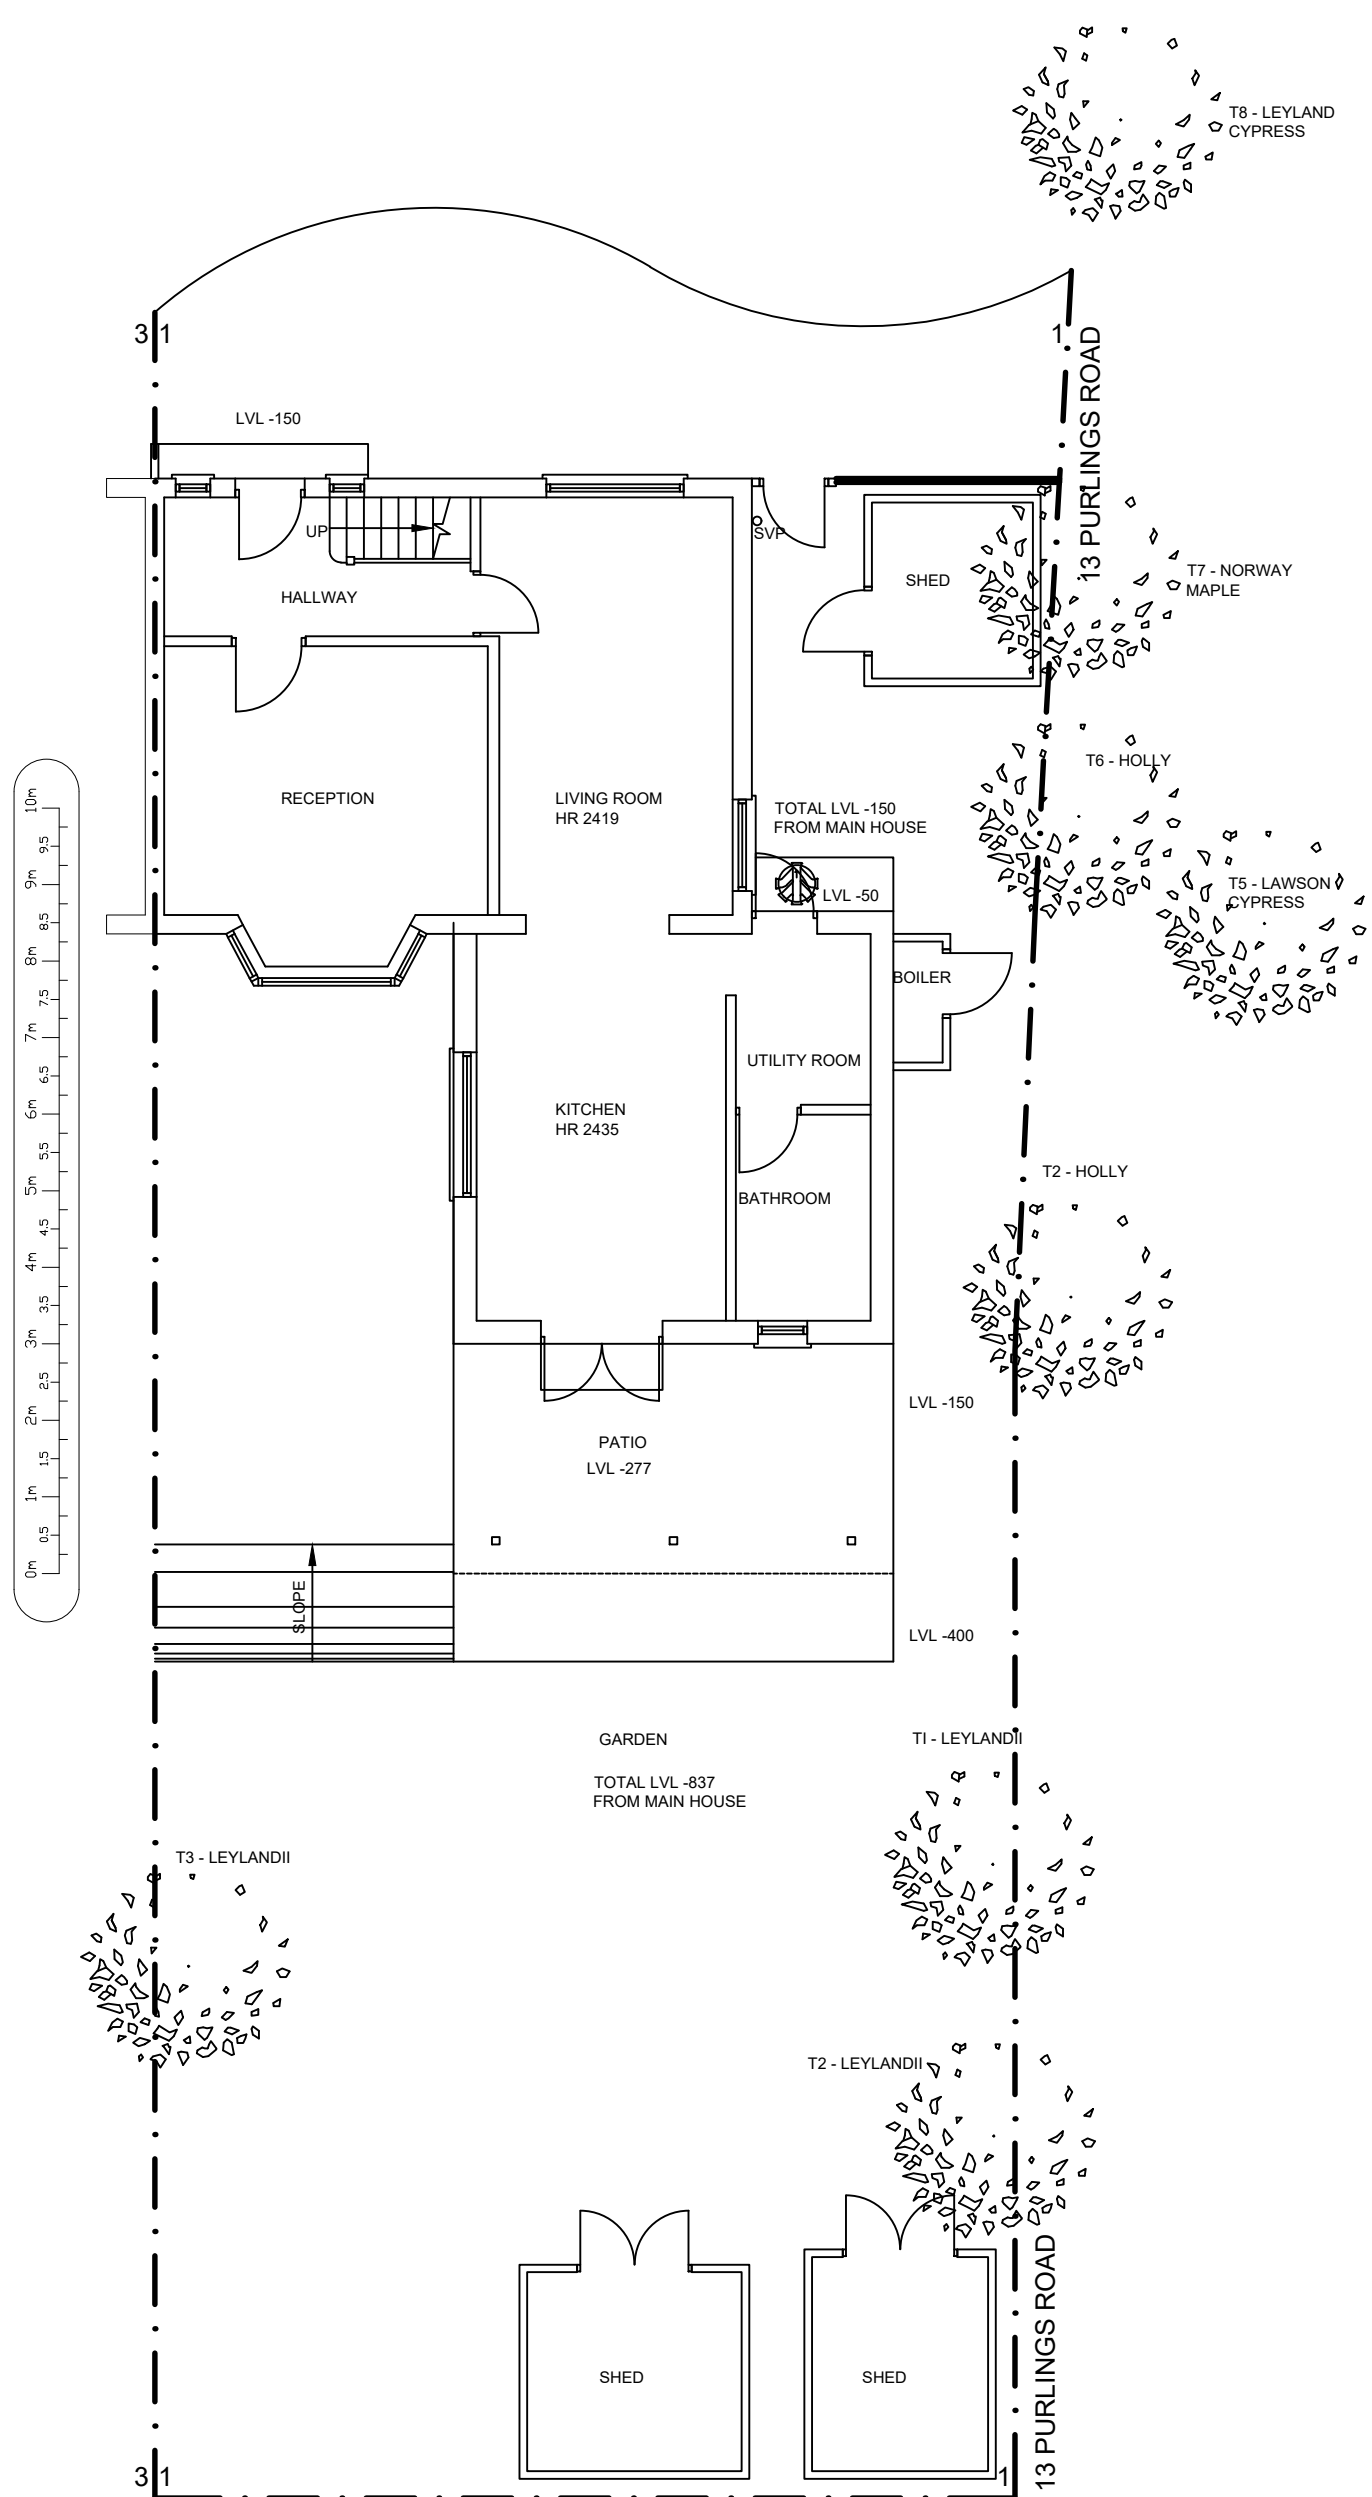 T8 - LEYLAND
CYPRESS
3
1
1
13 PURLINGS ROAD
LVL -150
UP
SVP
HALLWAY
SHED
T7 - NORWAY
MAPLE
T6 - HOLLY
RECEPTION
LIVING ROOM
HR 2419
TOTAL LVL -150
FROM MAIN HOUSE
LVL -50
T5 - LAWSON
CYPRESS
BOILER
UTILITY ROOM
KITCHEN
HR 2435
BATHROOM
T2 - HOLLY
10m
9.5
9m
8.5
8m
7.5
7m
6.5
6m
5.5
5m
4.5
4m
3.5
3m
2.5
2m
1.5
1m
0.5
0m
LVL -150
PATIO
LVL -277
SLOPE
LVL -400
GARDEN
TI - LEYLANDII
TOTAL LVL -837
FROM MAIN HOUSE
T3 - LEYLANDII
T2 - LEYLANDII
SHED
SHED
13 PURLINGS ROAD
3
1
1